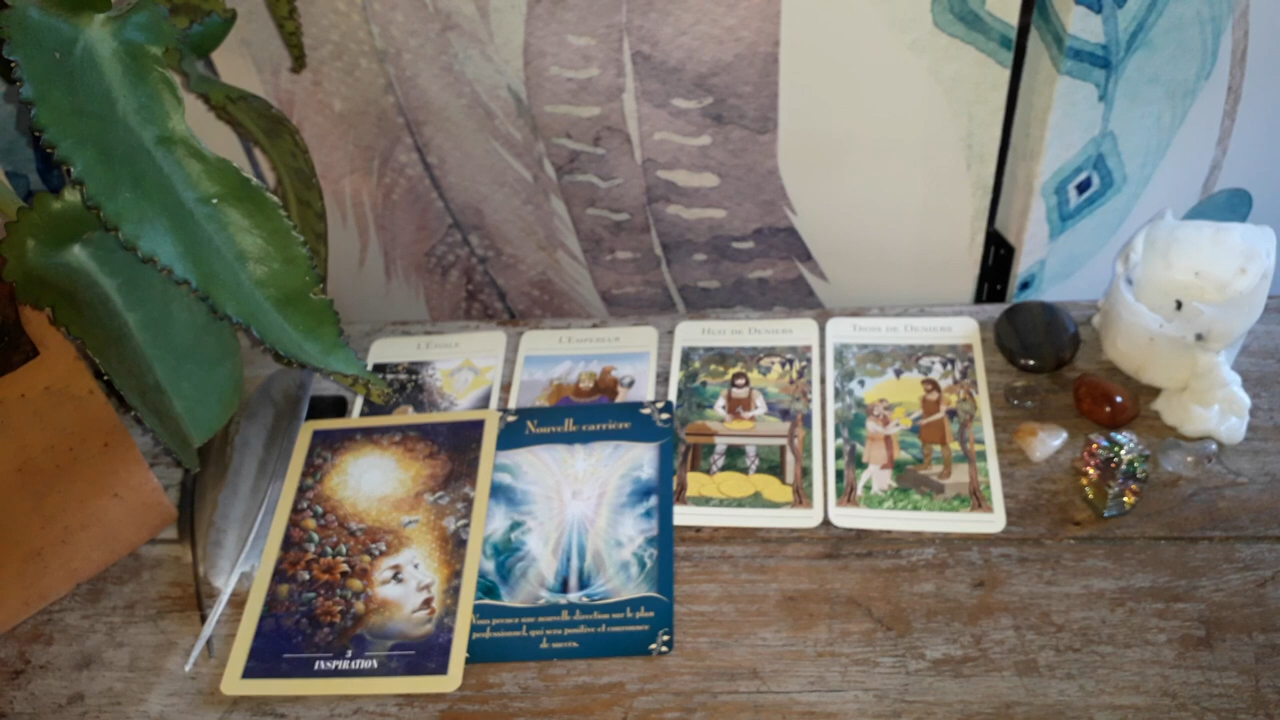 L'ÉTOILE
L'EMPEREUR
HUIT DE DENIERS
TROIS DE DENIERS
Nouvelle carrière
Vous prenez une nouvelle direction sur le plan
professionnel, qui sera positive et couronnée
de succès.
3
INSPIRATION